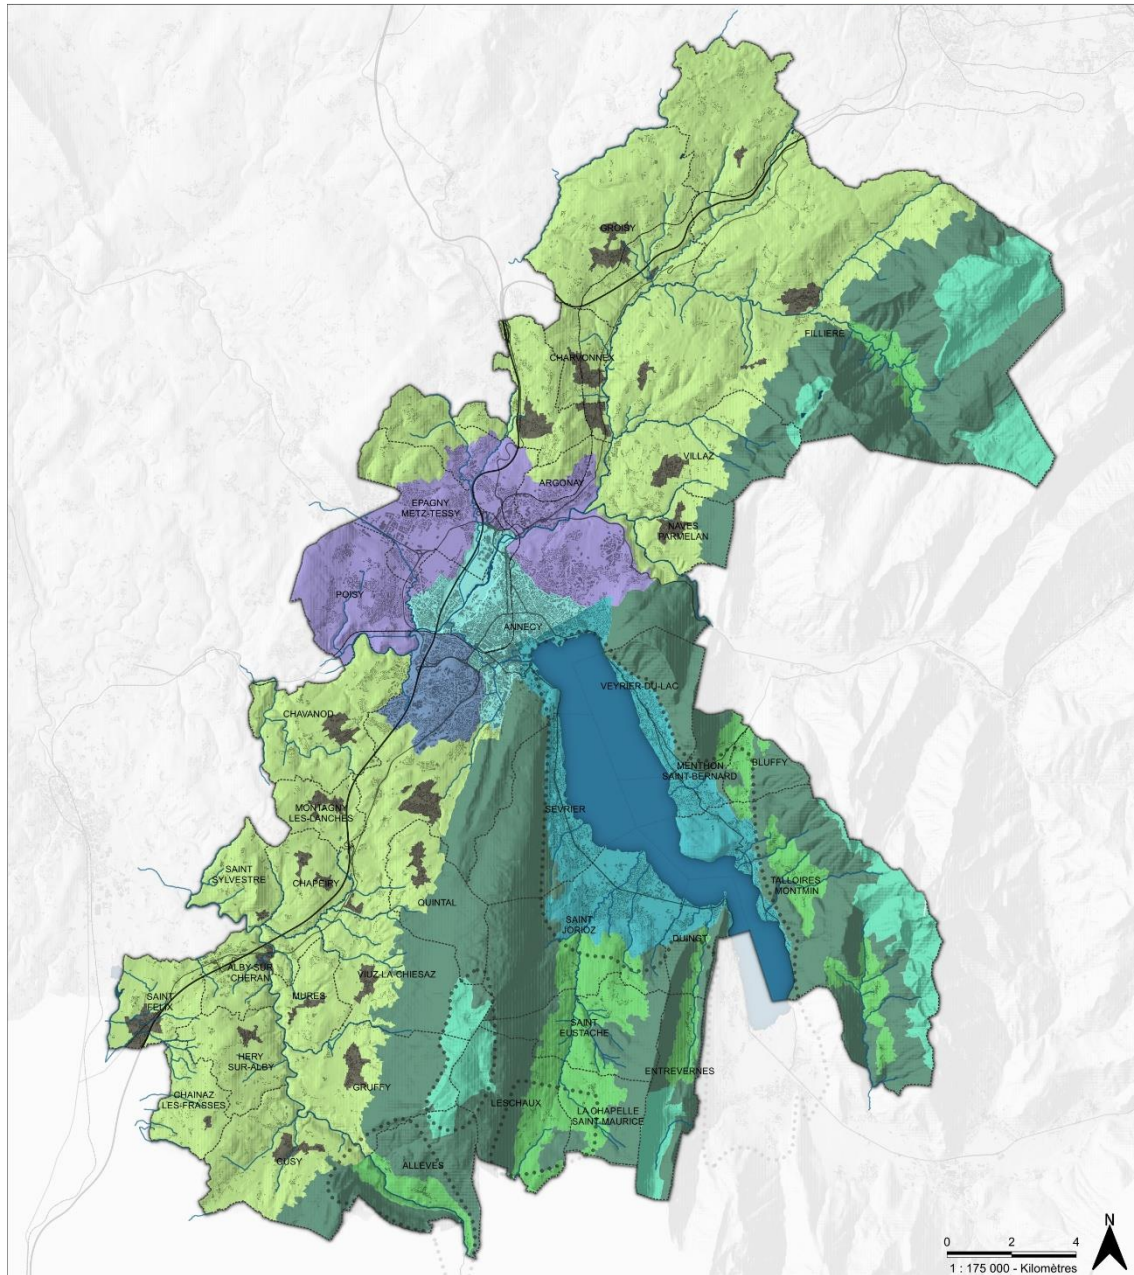 GROISY
FILLIERE
CHARVONNEX
VILLAZ
ARGONAY
EPAGNY
METZ-TESSY
NAVES
PARMELAN
POISY
ANNECY
VEYRIER-DU-LAC
CHAVANOD
MENTHON
SAINT-BERNARD
BLUFFY
MONTAGNY
LES-LANCHES
SEVRIER
SAINT
SYLVESTRE
CHAPEIRY
TALLOIRES
MONTMIN
QUINTAL
SAINT
JORIOZ
DUINGT
ALBY-SUR
CHERAN
VIUZ-LA-CHIESAZ
SAINT
FELIX
MURES
SAINT
EUSTACHE
HERY
SUR-ALBY
ENTREVERNES
GRUFFY
CHAINAZ
LES-FRASSES
LESCHAUX
LA CHAPELLE
SAINT-MAURICE
CUSY
ALLEVES
N
0 2 4
1 : 175 000 - Kilomètres